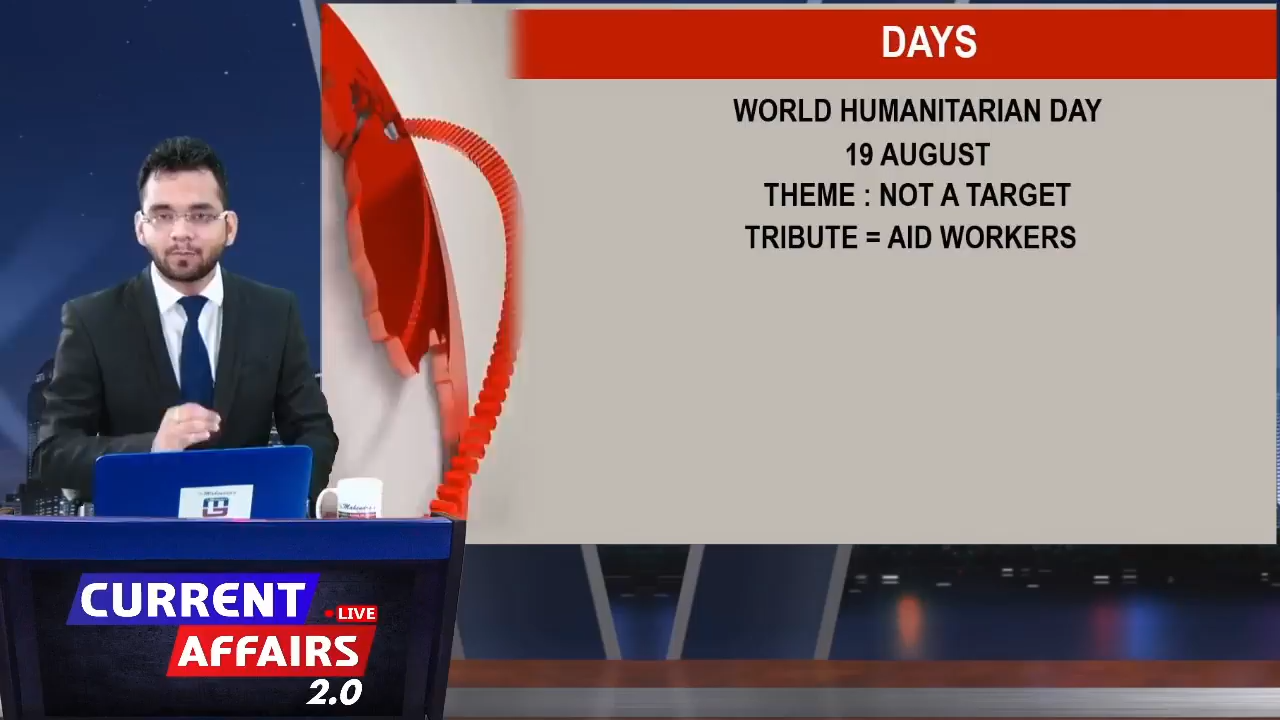 DAYS
WORLD HUMANITARIAN DAY
19 AUGUST
THEME : NOT A TARGET
TRIBUTE = AID WORKERS
CURRENT
LIVE
AFFAIRS
2.0